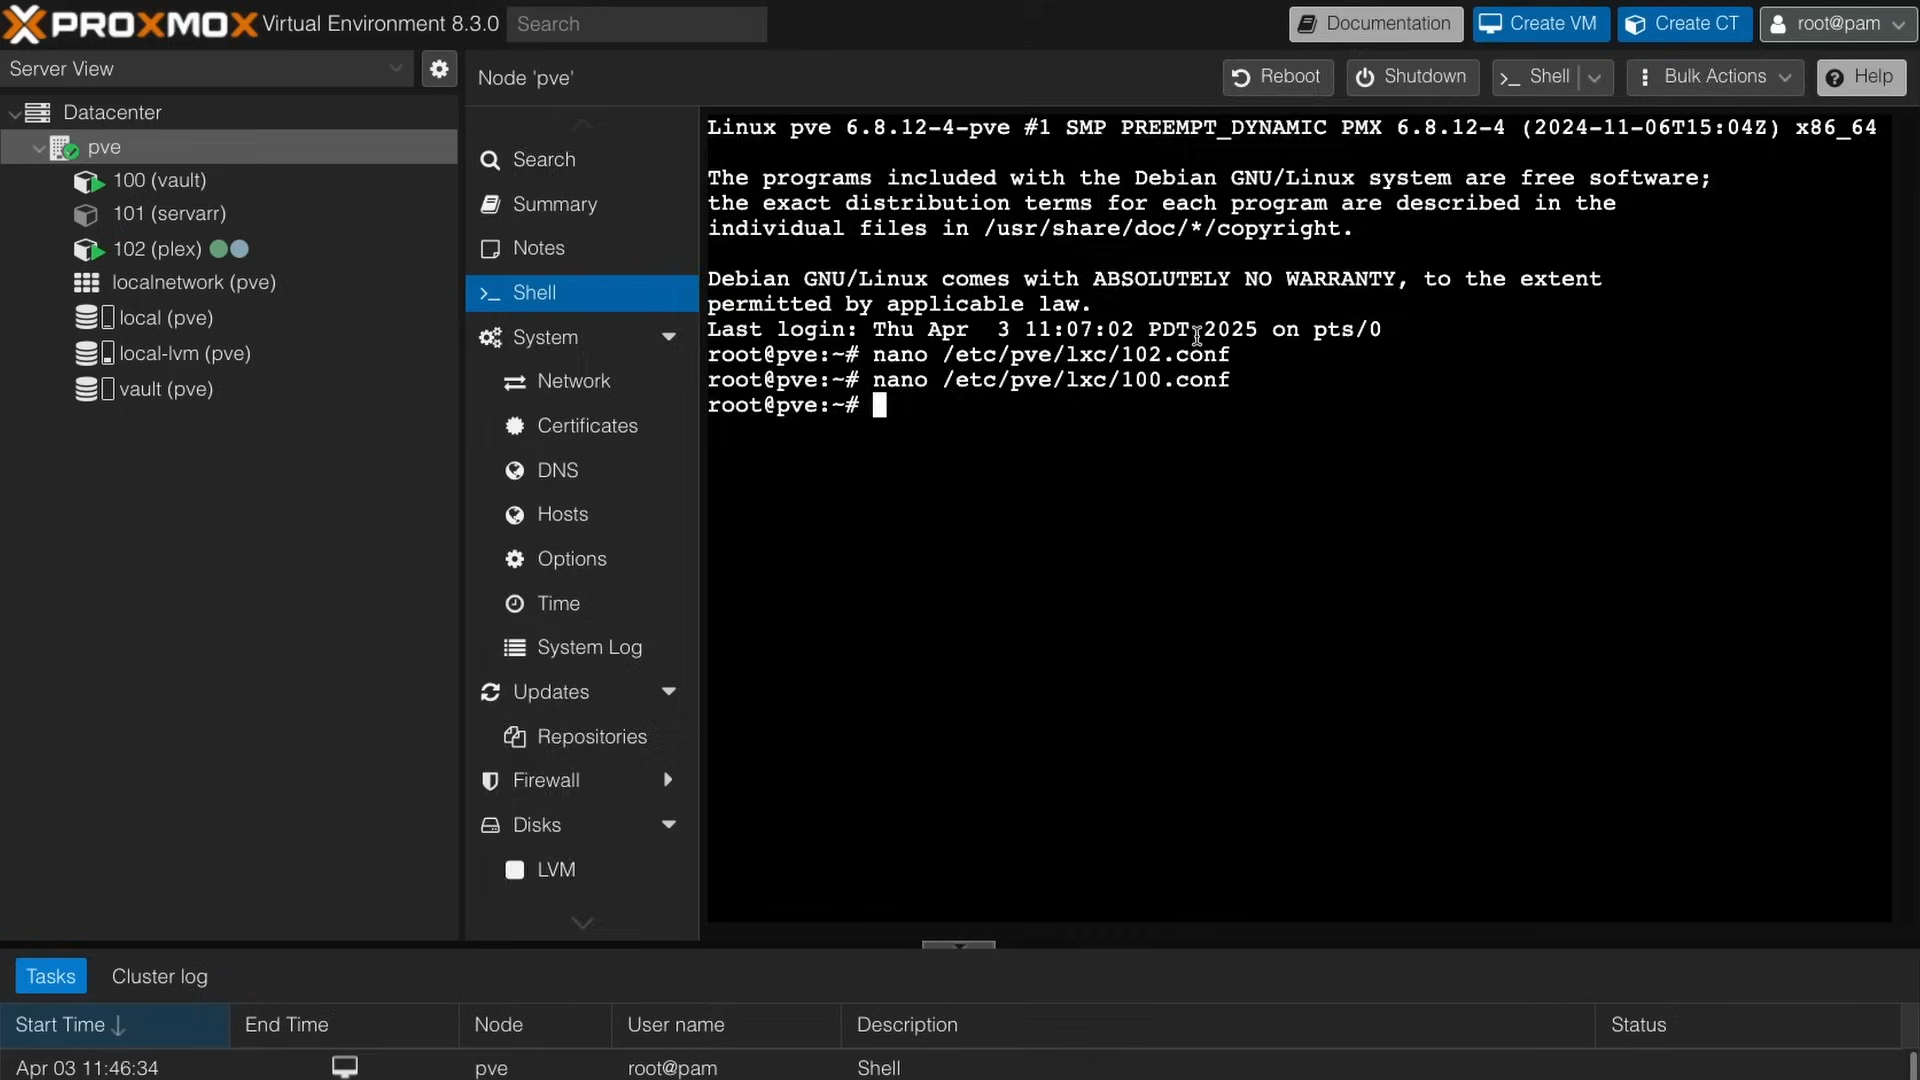 PROXMOX Virtual Environment 8.3.0 Search Documentation Create VM Create CT root@pam
Server View
Node 'pve' Reboot Shutdown Shell Bulk Actions Help
Datacenter
pve
100 (vault)
101 (servarr)
102 (plex)
localnetwork (pve)
local (pve)
local-lvm (pve)
vault (pve)
Search
Summary
Notes
Shell
System
Network
Certificates
DNS
Hosts
Options
Time
System Log
Updates
Repositories
Firewall
Disks
LVM
Linux pve 6.8.12-4-pve #1 SMP PREEMPT_DYNAMIC PMX 6.8.12-4 (2024-11-06T15:04Z) x86_64
The programs included with the Debian GNU/Linux system are free software;
the exact distribution terms for each program are described in the
individual files in /usr/share/doc/*/copyright.
Debian GNU/Linux comes with ABSOLUTELY NO WARRANTY, to the extent
permitted by applicable law.
Last login: Thu Apr  3 11:07:02 PDT 2025 on pts/0
root@pve:~# nano /etc/pve/lxc/102.conf
root@pve:~# nano /etc/pve/lxc/100.conf
root@pve:~#
Tasks Cluster log
Start Time End Time Node User name Description Status
Apr 03 11:46:34 pve root@pam Shell